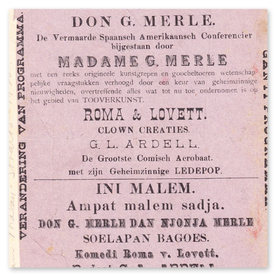 DON G. MERLE.
De Vermaarde Spaansch Amerikaansch Conferencier
bijgestaan door
MADAME G. MERLE
met een reeks origineele kunstgrepen en goocheltoeren wetenschap
pelijke vraagstukken verhoogd door een keur van geheimzinnige
nieuwigheden, overtreffende alles wat tot nu toe ondernomen is op
het gebied van TOOVERKUNST.
ROMA & LOVETT.
CLOWN CREATIES.
G. L. ARDELL.
De Grootste Comisch Acrobaat.
met zijn Geheimzinnige LEDEPOP.
INI MALEM.
Ampat malem sadja.
DON G. MERLE DAN NJONJA MERLE
SOELAPAN BAGOES.
Komedi Roma v. Lovett.
VERANDERING VAN PROGRAMMA.